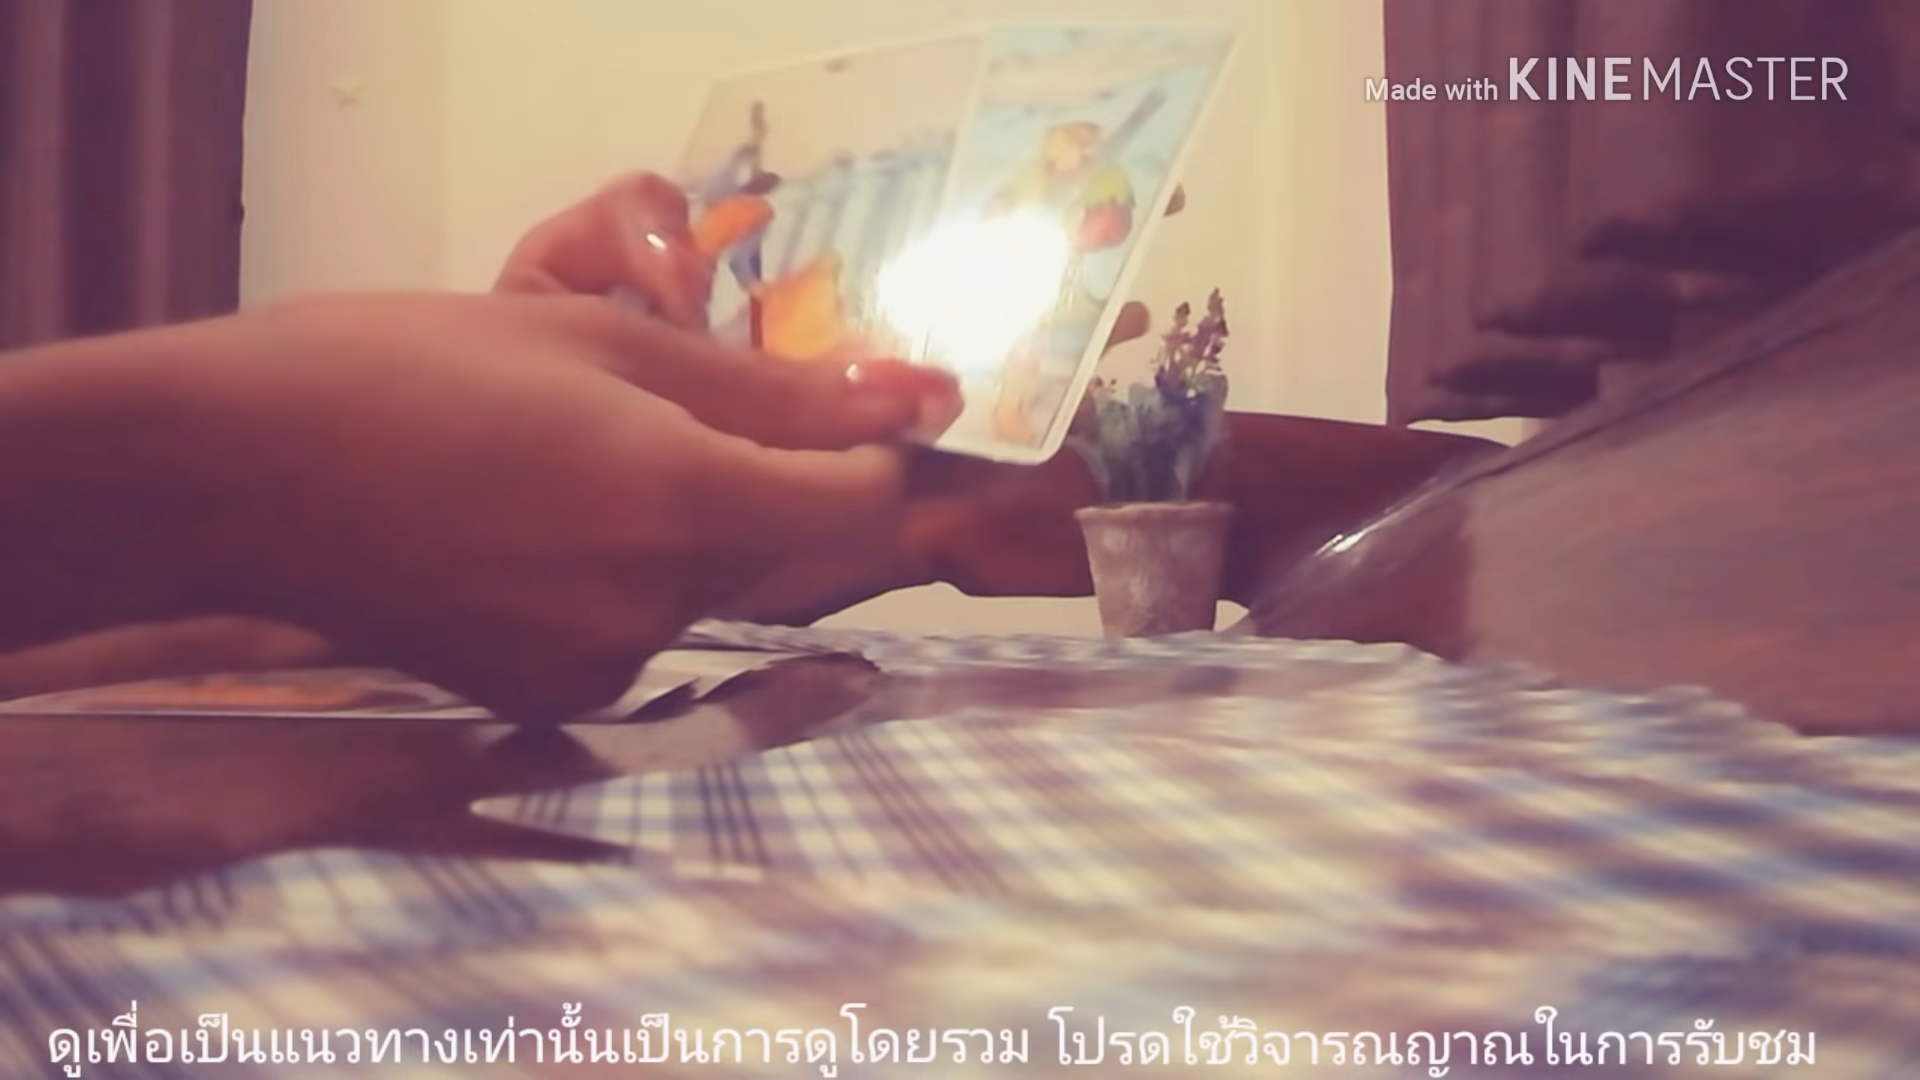 Made with KINEMASTER
ดูเพื่อเป็นแนวทางเท่านั้นเป็นการดูโดยรวม โปรดใช้วิจารณญาณในการรับชม